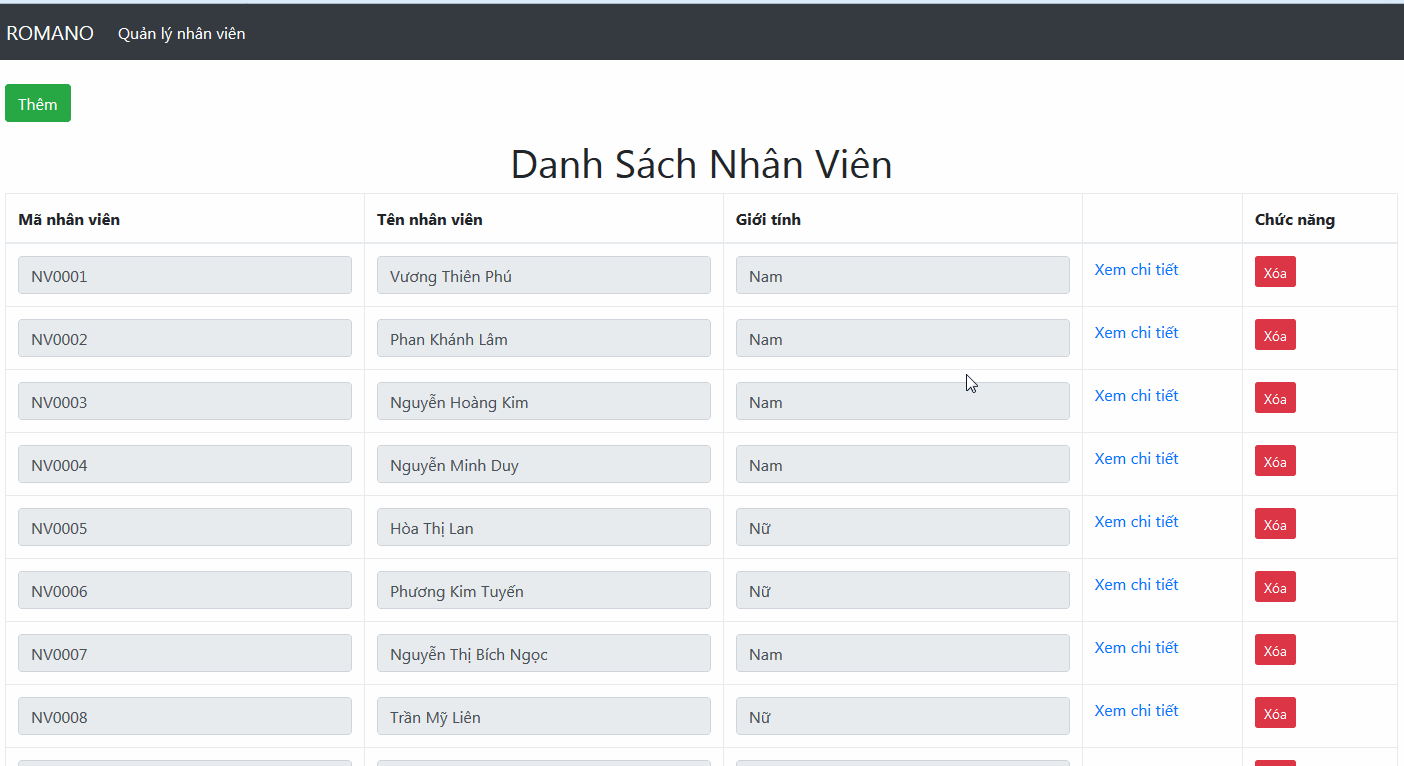 ROMANO Quản lý nhân viên
Thêm
Danh Sách Nhân Viên
Mã nhân viên Tên nhân viên Giới tính Chức năng
NV0001 Vương Thiên Phú Nam Xem chi tiết Xóa
NV0002 Phan Khánh Lâm Nam Xem chi tiết Xóa
NV0003 Nguyễn Hoàng Kim Nam Xem chi tiết Xóa
NV0004 Nguyễn Minh Duy Nam Xem chi tiết Xóa
NV0005 Hòa Thị Lan Nữ Xem chi tiết Xóa
NV0006 Phương Kim Tuyến Nữ Xem chi tiết Xóa
NV0007 Nguyễn Thị Bích Ngọc Nam Xem chi tiết Xóa
NV0008 Trần Mỹ Liên Nữ Xem chi tiết Xóa